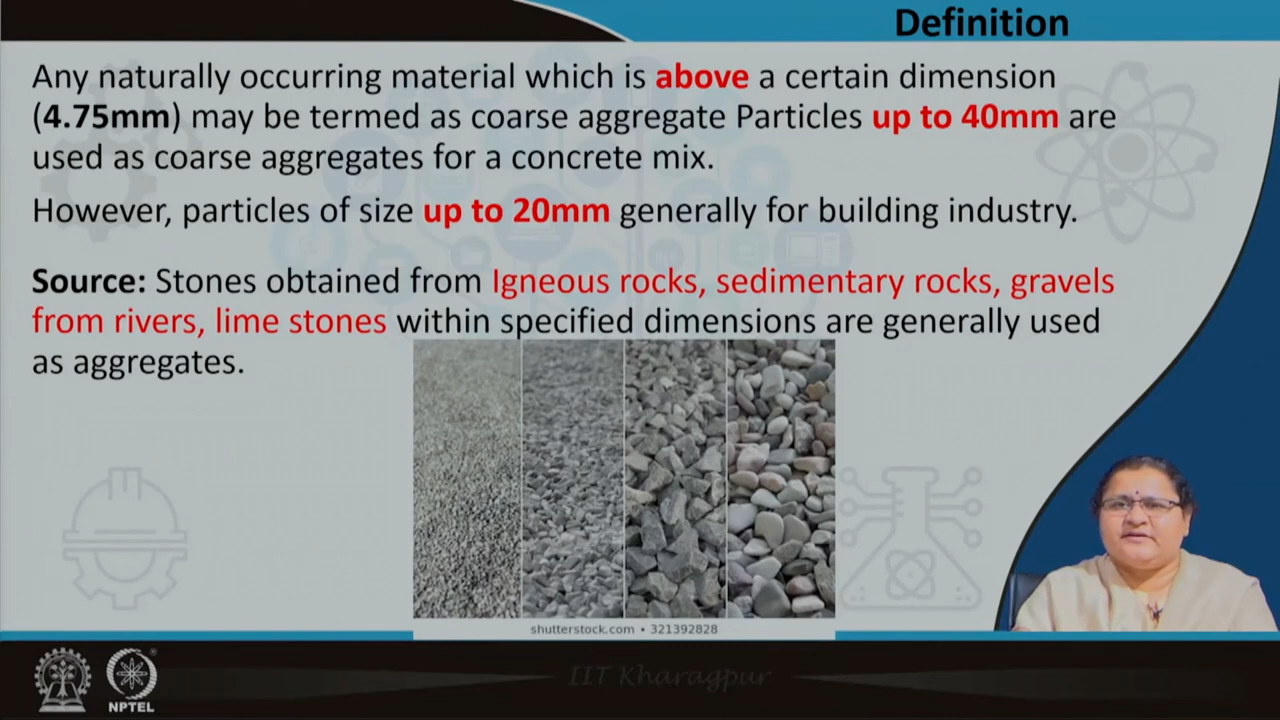 Definition
Any naturally occurring material which is above a certain dimension
(4.75mm) may be termed as coarse aggregate Particles up to 40mm are
used as coarse aggregates for a concrete mix.
However, particles of size up to 20mm generally for building industry.
Source: Stones obtained from Igneous rocks, sedimentary rocks, gravels
from rivers, lime stones within specified dimensions are generally used
as aggregates.
shutterstock.com • 321392828
IIT Kharagpur
NPTEL